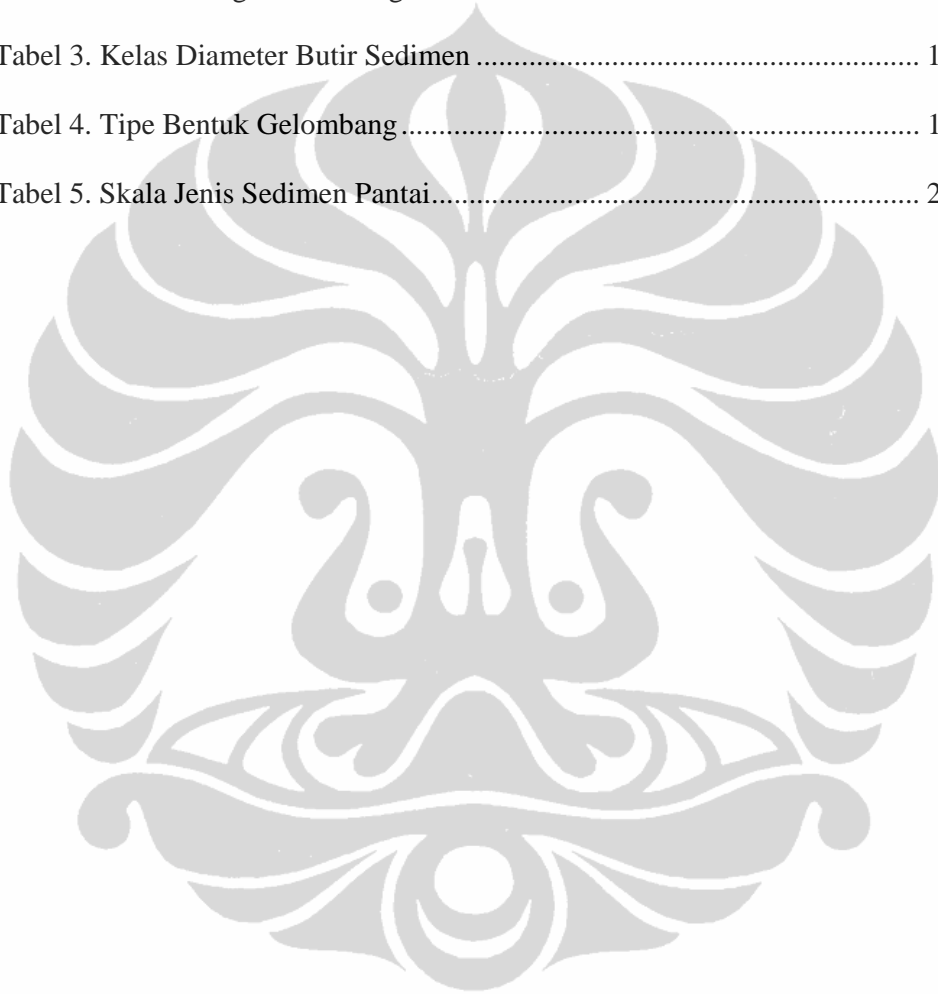 Tabel 3. Kelas Diameter Butir Sedimen ........................................................... 1
Tabel 4. Tipe Bentuk Gelombang ..................................................................... 1
Tabel 5. Skala Jenis Sedimen Pantai................................................................. 2